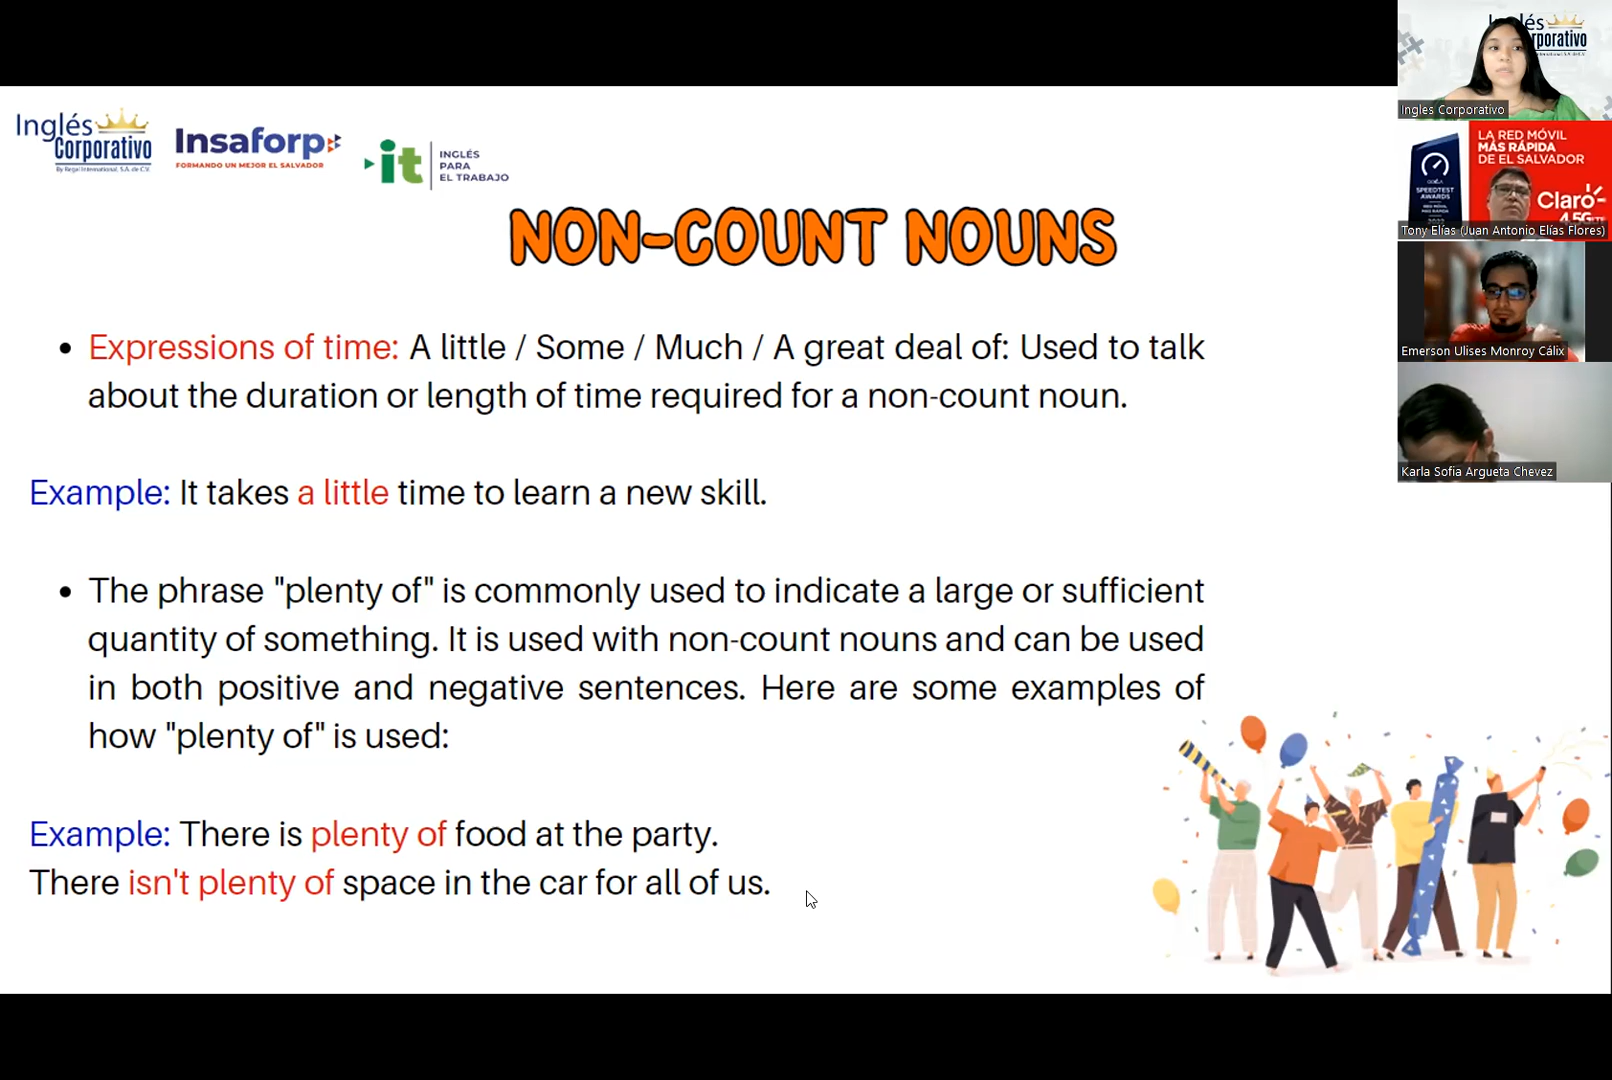 Inglés
Corporativo
By Regal International, S.A. de C.V.
Insaforp
FORMANDO UN MEJOR EL SALVADOR
it
INGLÉS
PARA
EL TRABAJO
NON-COUNT NOUNS
• Expressions of time: A little / Some / Much / A great deal of: Used to talk
about the duration or length of time required for a non-count noun.
Example: It takes a little time to learn a new skill.
• The phrase "plenty of" is commonly used to indicate a large or sufficient
quantity of something. It is used with non-count nouns and can be used
in both positive and negative sentences. Here are some examples of
how "plenty of" is used:
Example: There is plenty of food at the party.
There isn't plenty of space in the car for all of us.
Ingles Corporativo
LA RED MÓVIL
MÁS RÁPIDA
DE EL SALVADOR
SPEEDTEST
AWARDS
Claro
4.5G
Tony Elías (Juan Antonio Elías Flores)
Emerson Ulises Monroy Cálix
Karla Sofia Argueta Chevez